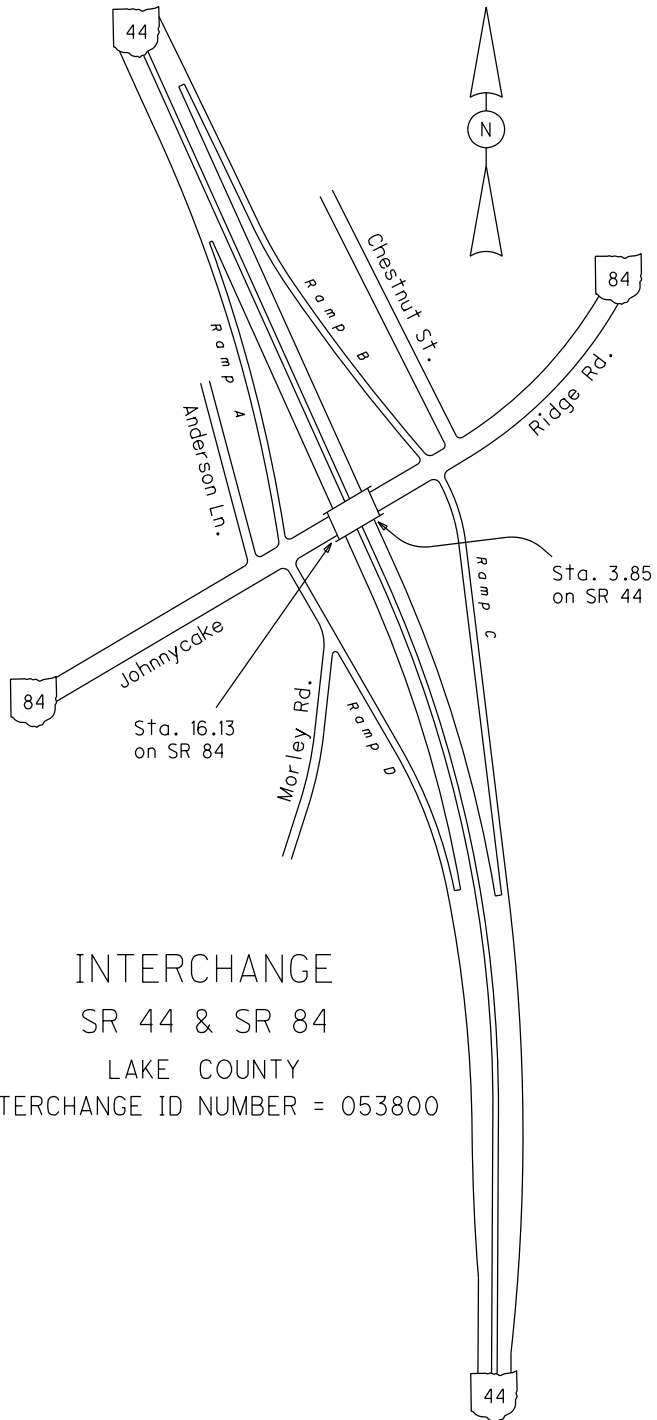 44
N
Chestnut St.
84
Ramp B
Ridge Rd.
Ramp A
Anderson Ln.
Ramp C
Sta. 3.85
on SR 44
Johnnycake
84
Sta. 16.13
on SR 84
Morley Rd.
Ramp D
INTERCHANGE
SR 44 & SR 84
LAKE COUNTY
TERCHANGE ID NUMBER = 053800
44